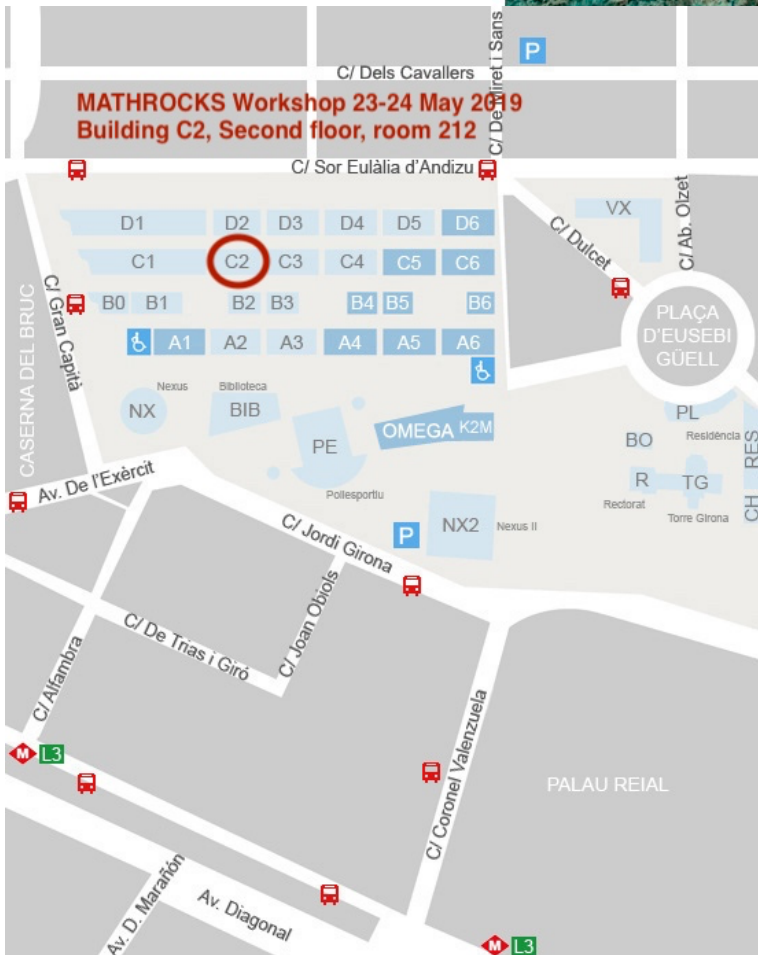 P
C/ Dels Cavallers
C/ De Miret i Sans
MATHROCKS Workshop 23-24 May 2019
Building C2, Second floor, room 212
C/ Sor Eulàlia d'Andizu
D1 D2 D3 D4 D5 D6
VX
C/ Ab. Olzet
C/ Dulcet
C1 C2 C3 C4 C5 C6
C/ Gran Capità
CASERNA DEL BRUC
B0 B1 B2 B3 B4 B5 B6
PLAÇA
D'EUSEBI
GÜELL
A1 A2 A3 A4 A5 A6
Nexus
NX
Biblioteca
BIB
PE
Poliesportiu
OMEGA K2M
PL
Residència
BO
R
Rectorat
TG
Torre Girona
CH RES
Av. De l'Exèrcit
P
NX2
Nexus II
C/ Jordi Girona
C/ Joan Obiols
C/ De Trias i Giró
C/ Alfambra
M L3
C/ Coronel Valenzuela
PALAU REIAL
Av. D. Marañón
Av. Diagonal
M L3